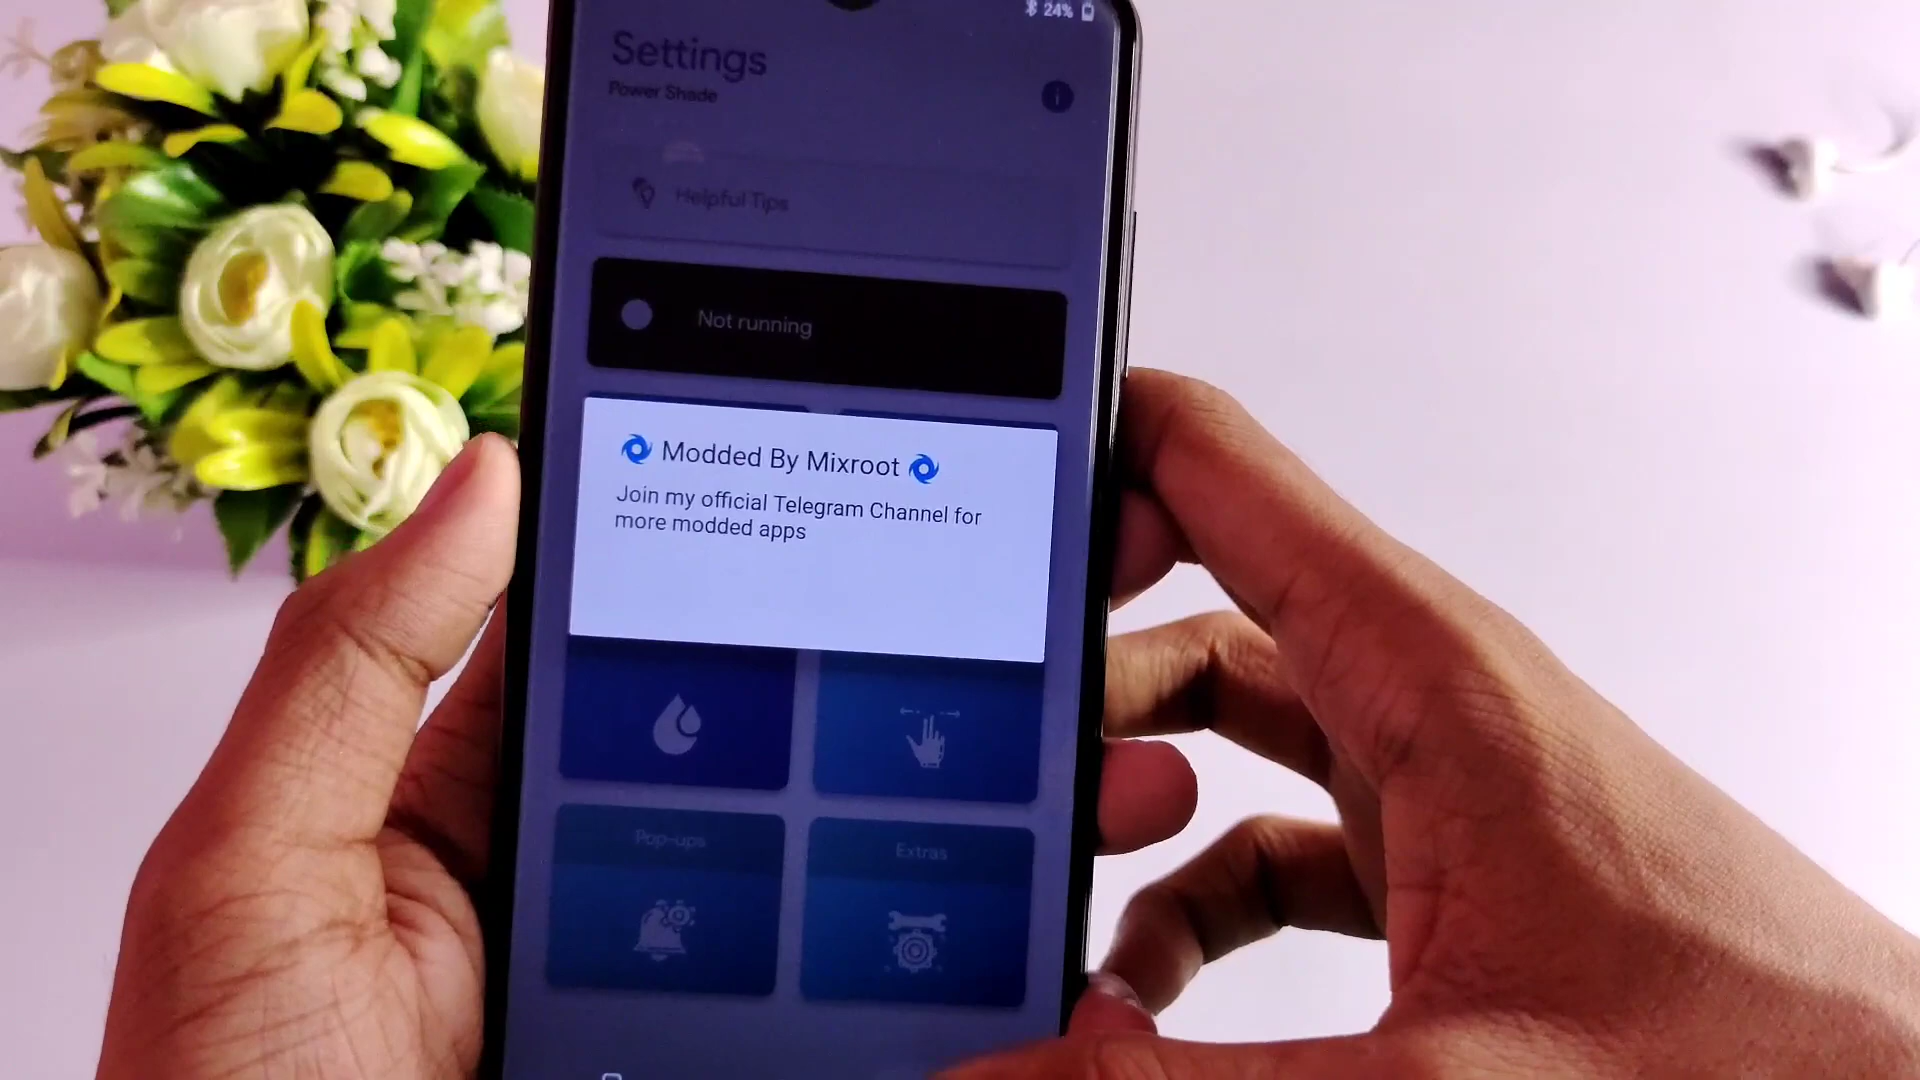 24%
Settings
Power Shade
Helpful Tips
Not running
Modded By Mixroot
Join my official Telegram Channel for
more modded apps
Pop-ups
Extras